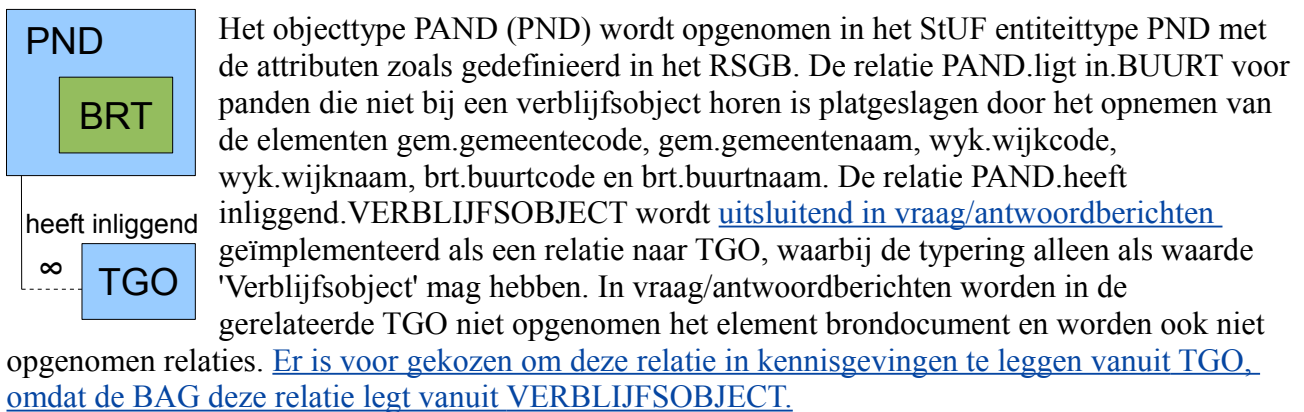 PND
BRT
heeft inliggend
∞
TGO
Het objecttype PAND (PND) wordt opgenomen in het StUF entiteittype PND met
de attributen zoals gedefinieerd in het RSGB. De relatie PAND.ligt in.BUURT voor
panden die niet bij een verblijfsobject horen is platgeslagen door het opnemen van
de elementen gem.gemeentecode, gem.gemeentenaam, wyk.wijkcode,
wyk.wijknaam, brt.buurtcode en brt.buurtnaam. De relatie PAND.heeft
inliggend.VERBLIJFSOBJECT wordt uitsluitend in vraag/antwoordberichten
geïmplementeerd als een relatie naar TGO, waarbij de typering alleen als waarde
'Verblijfsobject' mag hebben. In vraag/antwoordberichten worden in de
gerelateerde TGO niet opgenomen het element brondocument en worden ook niet
opgenomen relaties. Er is voor gekozen om deze relatie in kennisgevingen te leggen vanuit TGO,
omdat de BAG deze relatie legt vanuit VERBLIJFSOBJECT.